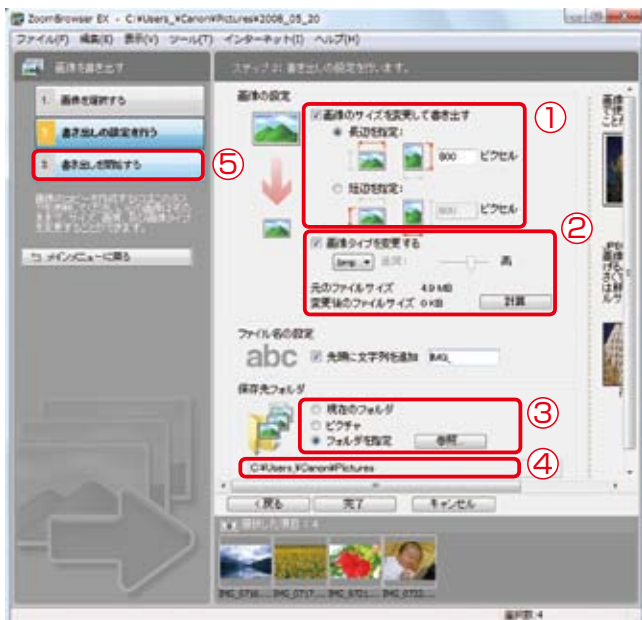 ZoomBrowser EX - C:¥Users_¥Canon¥Pictures¥2008_05_20
ファイル(F) 編集(E) 表示(V) ツール(T) インターネット(I) ヘルプ(H)
画像を書き出す
ステップ 2: 書き出しの設定を行います。
1. 画像を選択する
2. 書き出しの設定を行う
3. 書き出しを開始する
⑤
メインメニューに戻る
画像の設定
画像のサイズを変更して書き出す
①
長辺を指定:
800 ピクセル
短辺を指定:
600 ピクセル
②
画像タイプを変更する
高
元のファイルサイズ 4.9 MB
変更後のファイルサイズ 0 KB 計算
ファイル名の設定
abc 先頭に文字列を追加 IMG_
保存先フォルダ
現在のフォルダ
③
ピクチャ
フォルダを指定 参照...
④
C:¥Users_¥Canon¥Pictures
< 戻る 完了 キャンセル
選択した項目 : 4
IMG_0716.... IMG_0717.... IMG_0721.... IMG_0722....
選択数: 4